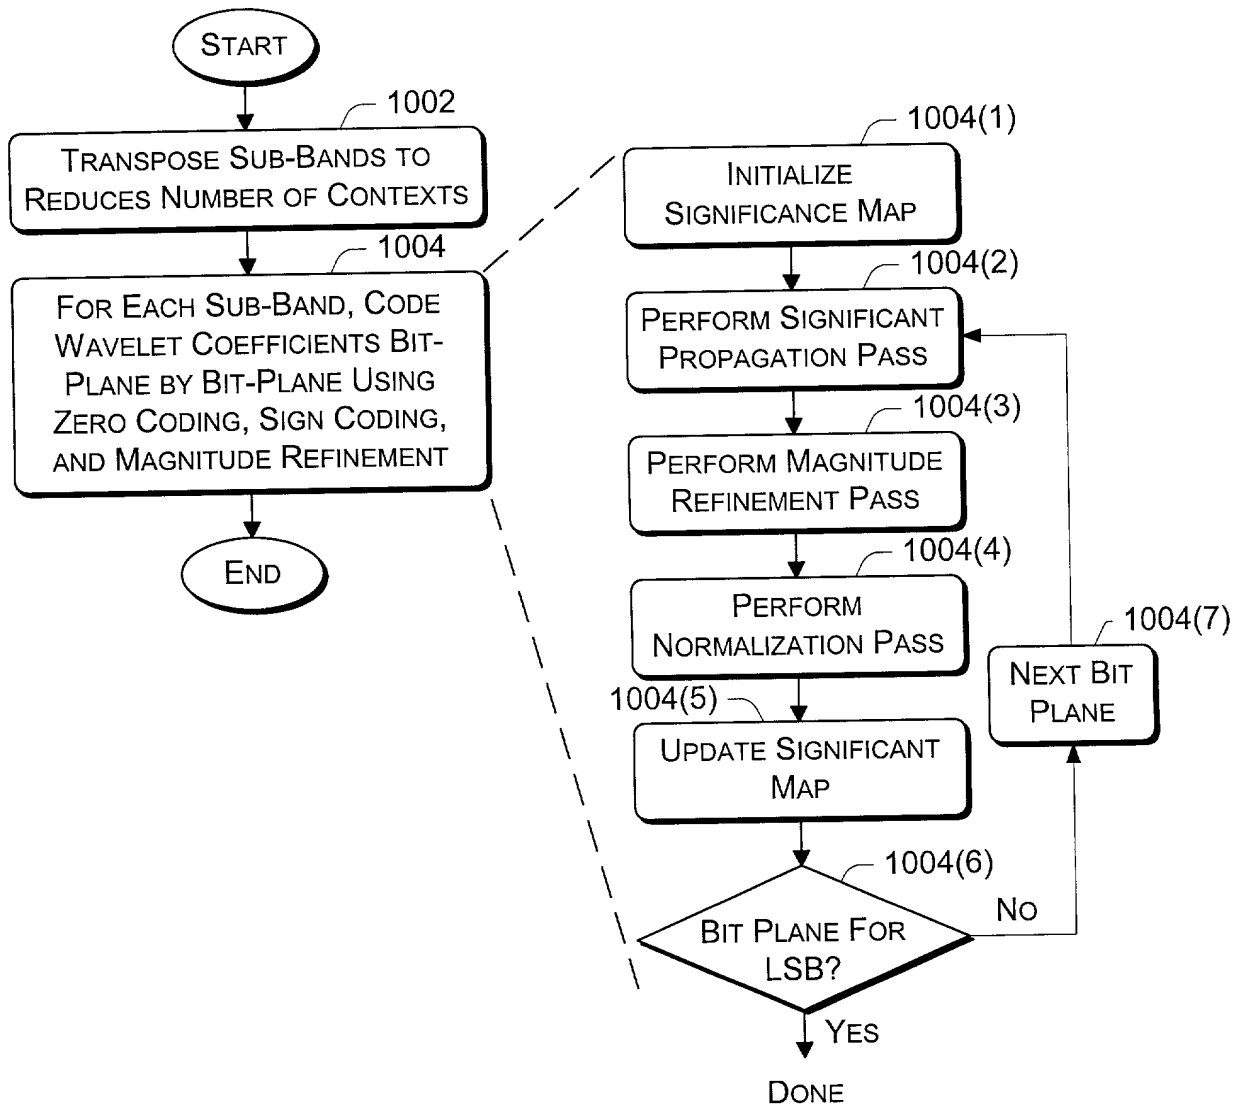 START
1002
TRANSPOSE SUB-BANDS TO
REDUCES NUMBER OF CONTEXTS
1004
FOR EACH SUB-BAND, CODE
WAVELET COEFFICIENTS BIT-
PLANE BY BIT-PLANE USING
ZERO CODING, SIGN CODING,
AND MAGNITUDE REFINEMENT
END
1004(1)
INITIALIZE
SIGNIFICANCE MAP
1004(2)
PERFORM SIGNIFICANT
PROPAGATION PASS
1004(3)
PERFORM MAGNITUDE
REFINEMENT PASS
1004(4)
PERFORM
NORMALIZATION PASS
1004(5)
UPDATE SIGNIFICANT
MAP
1004(6)
BIT PLANE FOR
LSB?
NO
1004(7)
NEXT BIT
PLANE
YES
DONE